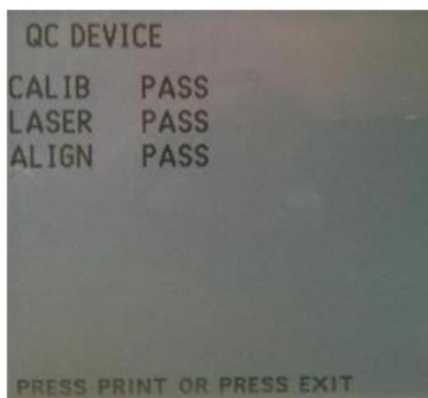 QC DEVICE
CALIB PASS
LASER PASS
ALIGN PASS
PRESS PRINT OR PRESS EXIT